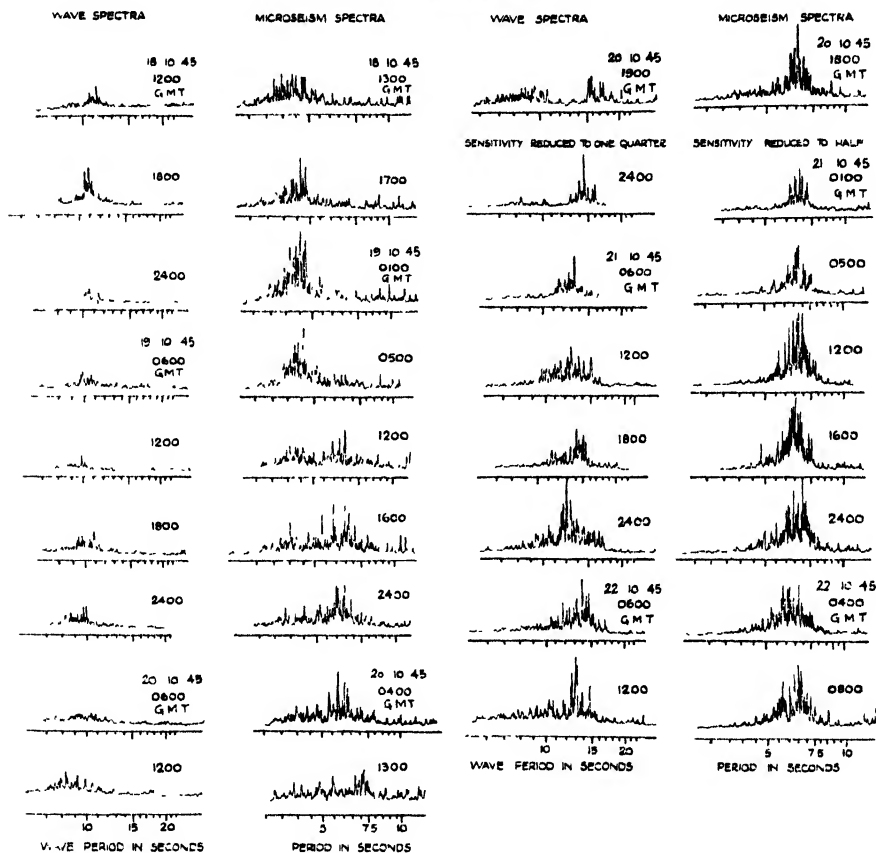 WAVE SPECTRA
18 10 45
1200
GMT
1800
2400
19 10 45
0600
GMT
1200
1800
2400
20 10 45
0600
GMT
1200
10 15 20
WAVE PERIOD IN SECONDS
MICROSEISM SPECTRA
18 10 45
1300
GMT
1700
19 10 45
0100
GMT
0500
1200
1600
2400
20 10 45
0400
GMT
1300
5 75 10
PERIOD IN SECONDS
WAVE SPECTRA
20 10 45
1900
GMT
SENSITIVITY REDUCED TO ONE QUARTER
2400
21 10 45
0600
GMT
1200
1800
2400
22 10 45
0600
GMT
1200
10 15 20
WAVE PERIOD IN SECONDS
MICROSEISM SPECTRA
20 10 45
1800
GMT
SENSITIVITY REDUCED TO HALF
21 10 45
0100
GMT
0500
1200
1600
2400
22 10 45
0400
GMT
0800
5 75 10
PERIOD IN SECONDS